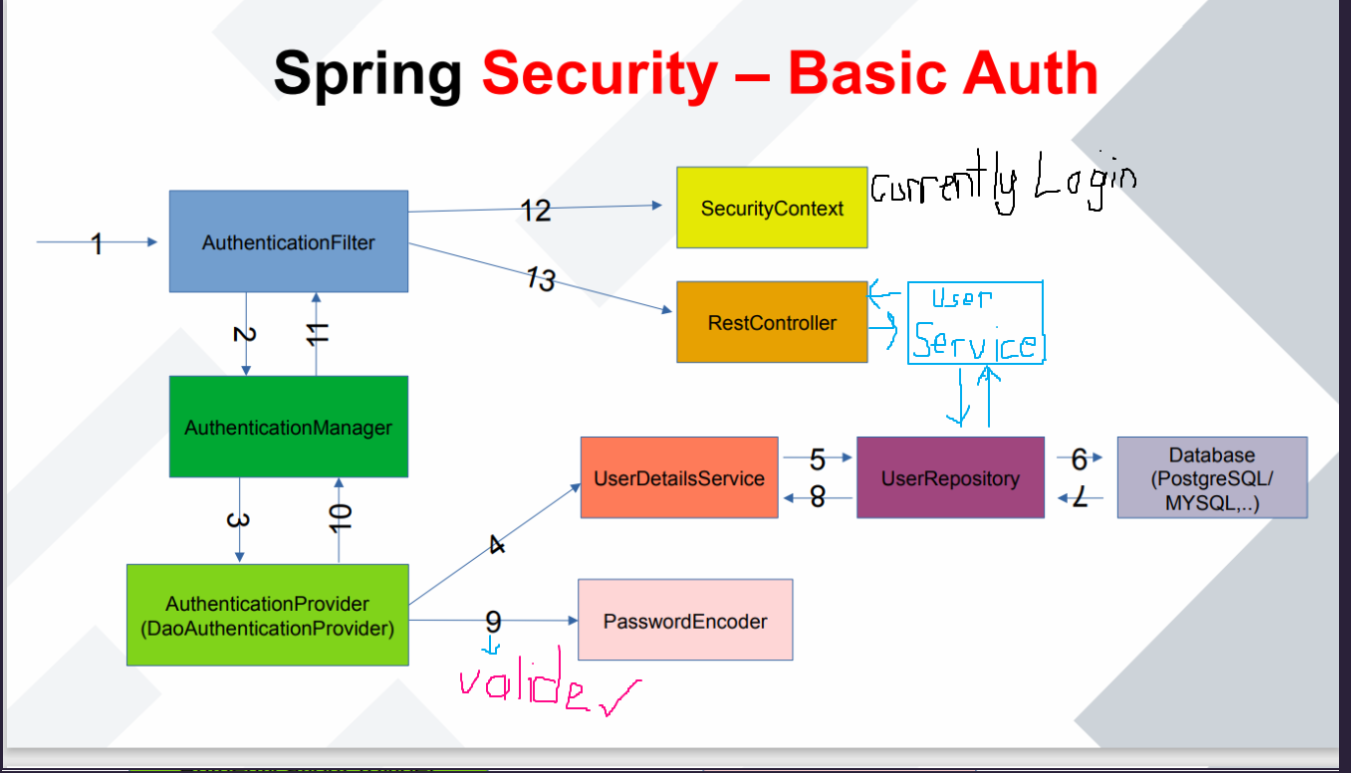 Spring Security – Basic Auth
1
AuthenticationFilter
12
SecurityContext
Currently Login
13
RestController
User
Service
2
11
AuthenticationManager
3
10
AuthenticationProvider
(DaoAuthenticationProvider)
4
UserDetailsService
5
8
UserRepository
6
7
Database
(PostgreSQL/
MYSQL,..)
9
PasswordEncoder
valide